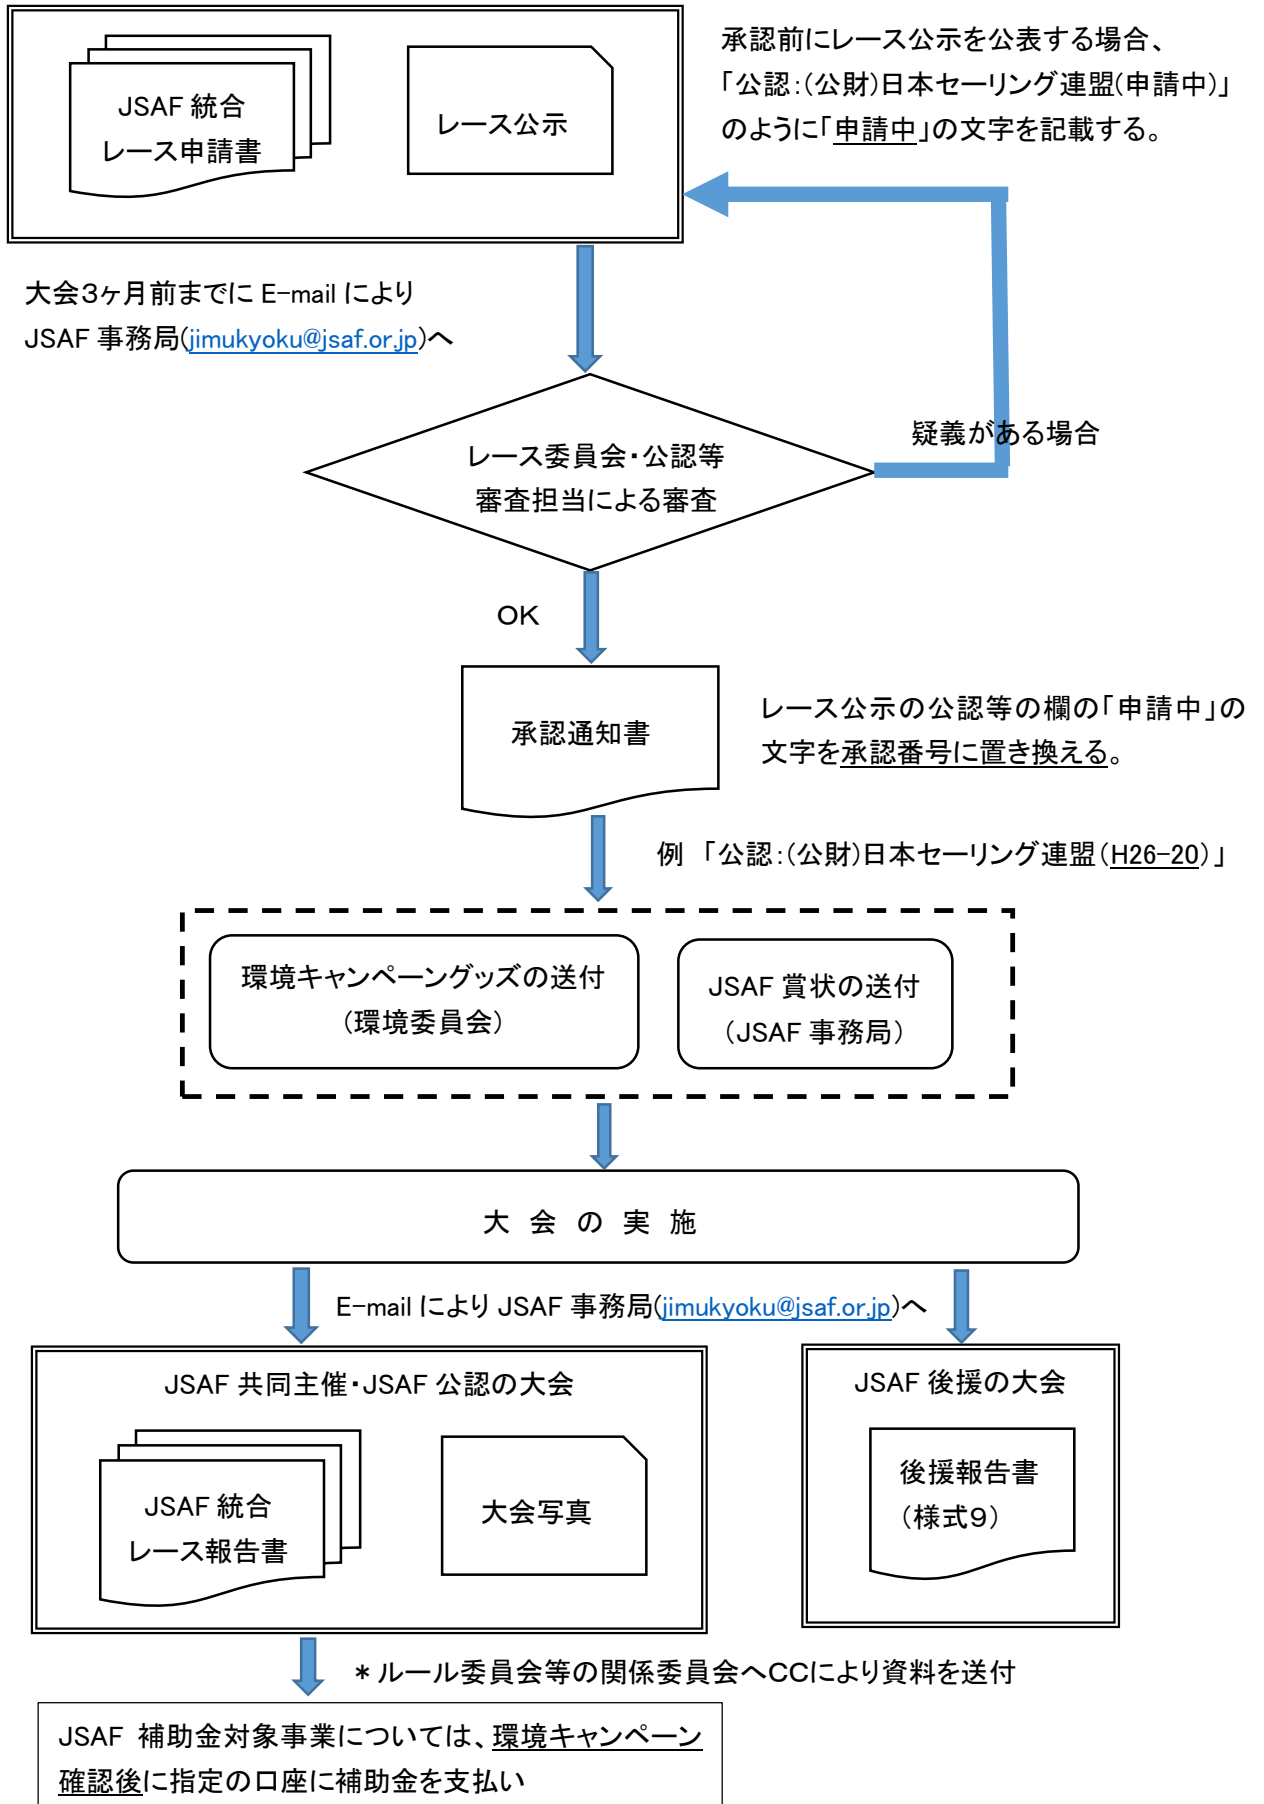 JSAF 統合
レース申請書
レース公示
承認前にレース公示を公表する場合、
「公認:(公財)日本セーリング連盟(申請中)」
のように「申請中」の文字を記載する。
大会3ヶ月前までに E-mail により
JSAF 事務局(jimukyoku@jsaf.or.jp)へ
疑義がある場合
レース委員会・公認等
審査担当による審査
OK
承認通知書
レース公示の公認等の欄の「申請中」の
文字を承認番号に置き換える。
例 「公認:(公財)日本セーリング連盟(H26-20)」
環境キャンペーングッズの送付
(環境委員会)
JSAF 賞状の送付
(JSAF 事務局)
大 会 の 実 施
E-mail により JSAF 事務局(jimukyoku@jsaf.or.jp)へ
JSAF 共同主催・JSAF 公認の大会
JSAF 統合
レース報告書
大会写真
JSAF 後援の大会
後援報告書
(様式9)
*ルール委員会等の関係委員会へCCにより資料を送付
JSAF 補助金対象事業については、環境キャンペーン
確認後に指定の口座に補助金を支払い